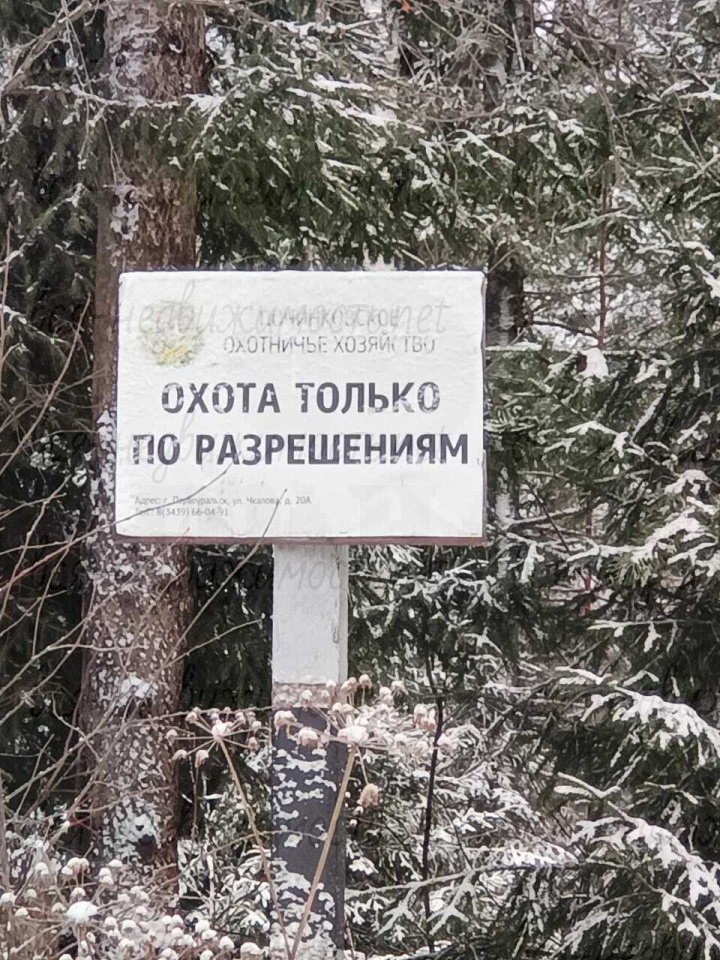 ОХОТНИЧЬЕ ХОЗЯЙСТВО
ОХОТА ТОЛЬКО
ПО РАЗРЕШЕНИЯМ
Адрес: г. Первоуральск, ул. Чкалова, д. 20А
Тел.: 8(3439) 66-04-91